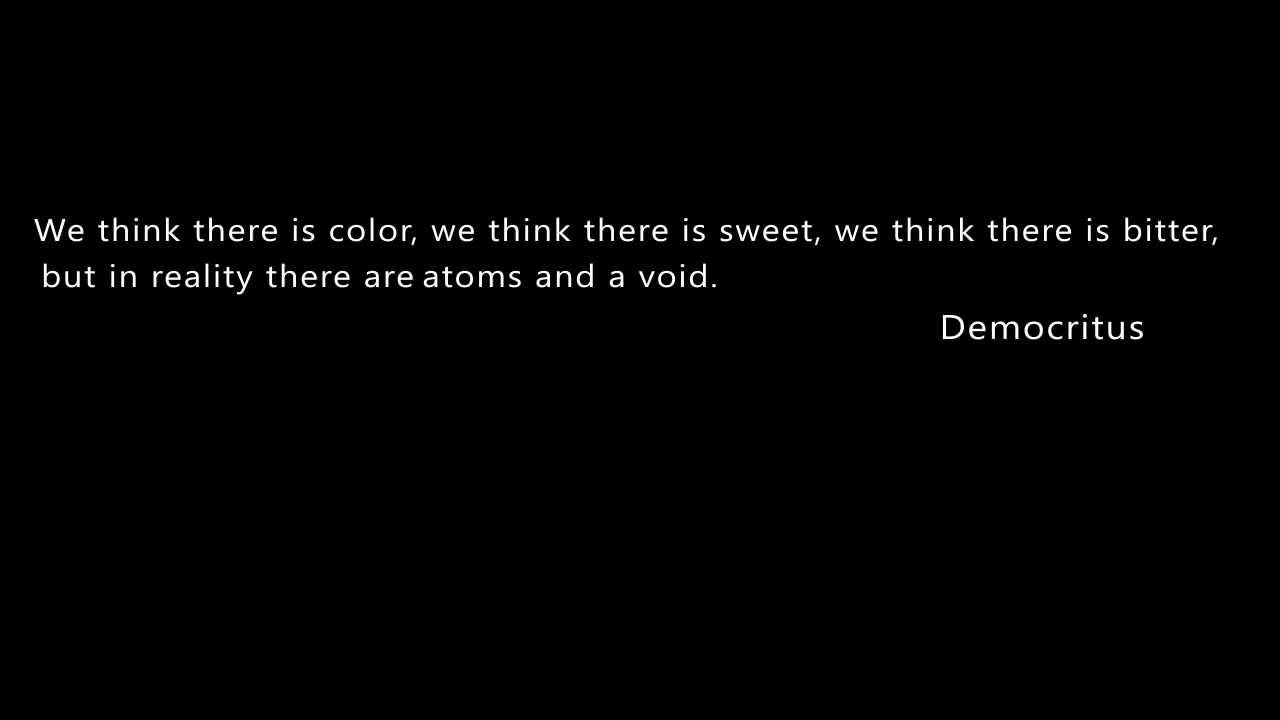 We think there is color, we think there is sweet, we think there is bitter,
but in reality there are atoms and a void.
Democritus